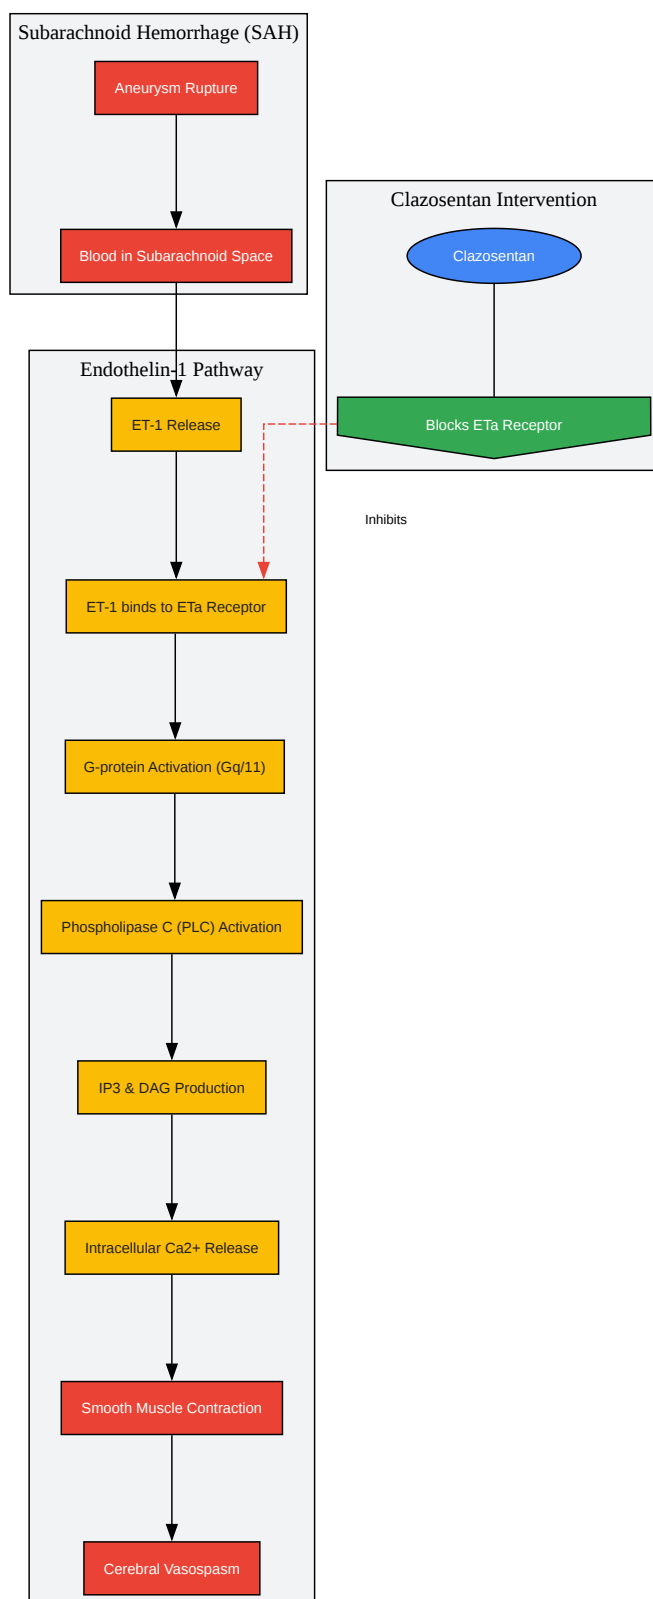 Subarachnoid Hemorrhage (SAH)
Aneurysm Rupture
Blood in Subarachnoid Space
Clazosentan Intervention
Clazosentan
Blocks ETa Receptor
Inhibits
Endothelin-1 Pathway
ET-1 Release
ET-1 binds to ETa Receptor
G-protein Activation (Gq/11)
Phospholipase C (PLC) Activation
IP3 & DAG Production
Intracellular Ca2+ Release
Smooth Muscle Contraction
Cerebral Vasospasm